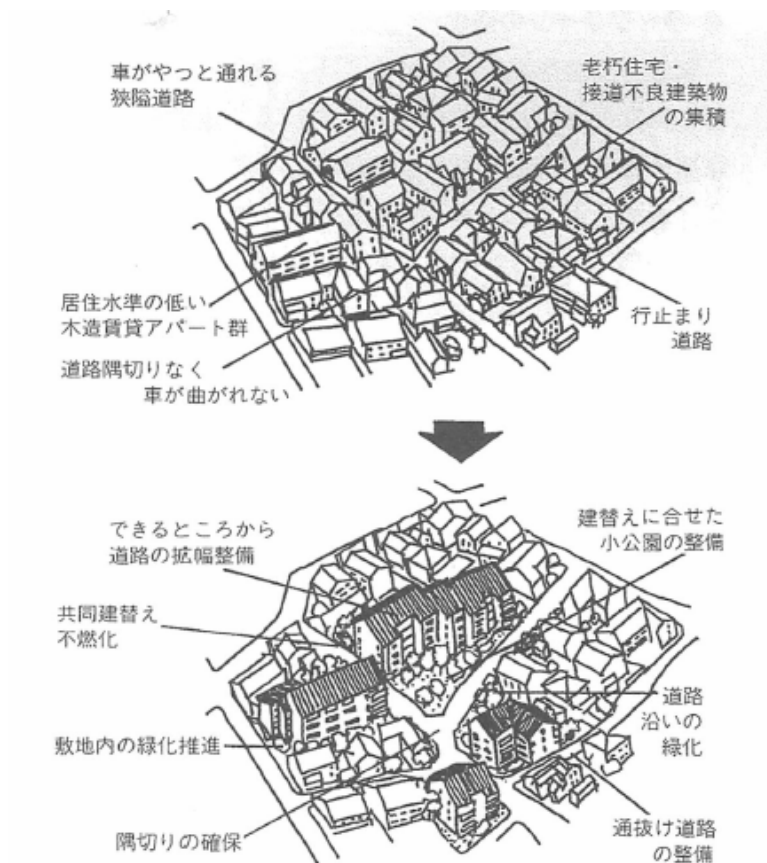 車がやっと通れる
狭隘道路
老朽住宅・
接道不良建築物
の集積
居住水準の低い
木造賃貸アパート群
道路隅切りなく
車が曲がれない
行止まり
道路
できるところから
道路の拡幅整備
建替えに合せた
小公園の整備
共同建替え
不燃化
道路
沿いの
緑化
敷地内の緑化推進
隅切りの確保
通抜け道路
の整備